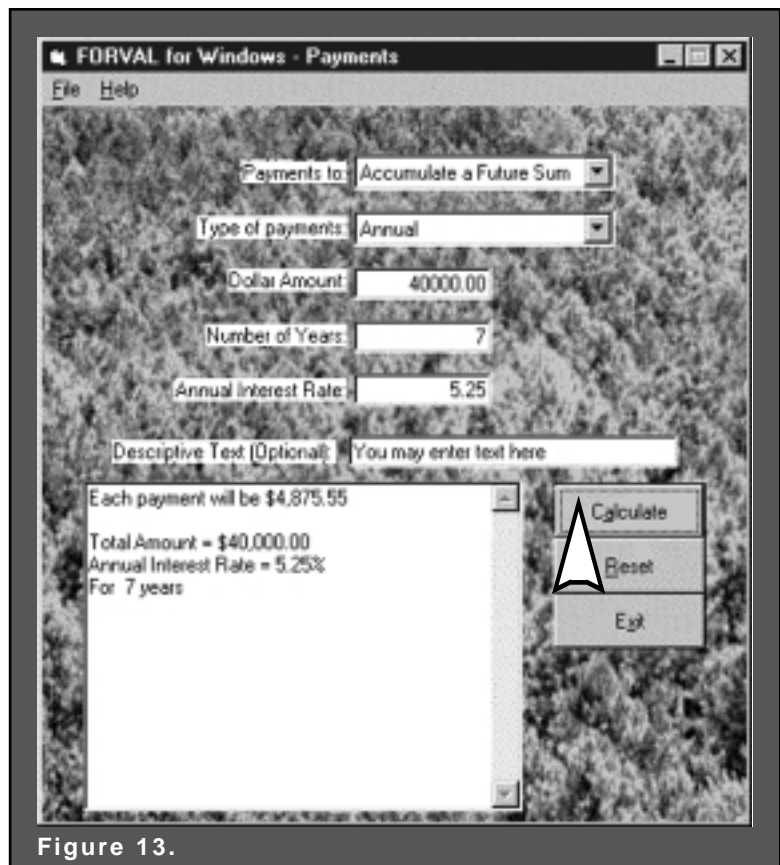 FORVAL for Windows - Payments
File Help
Payments to: Accumulate a Future Sum
Type of payments: Annual
Dollar Amount: 40000.00
Number of Years: 7
Annual Interest Rate: 5.25
Descriptive Text (Optional): You may enter text here
Each payment will be $4,875.55
Total Amount = $40,000.00
Annual Interest Rate = 5.25%
For 7 years
Calculate
Reset
Exit
Figure 13.